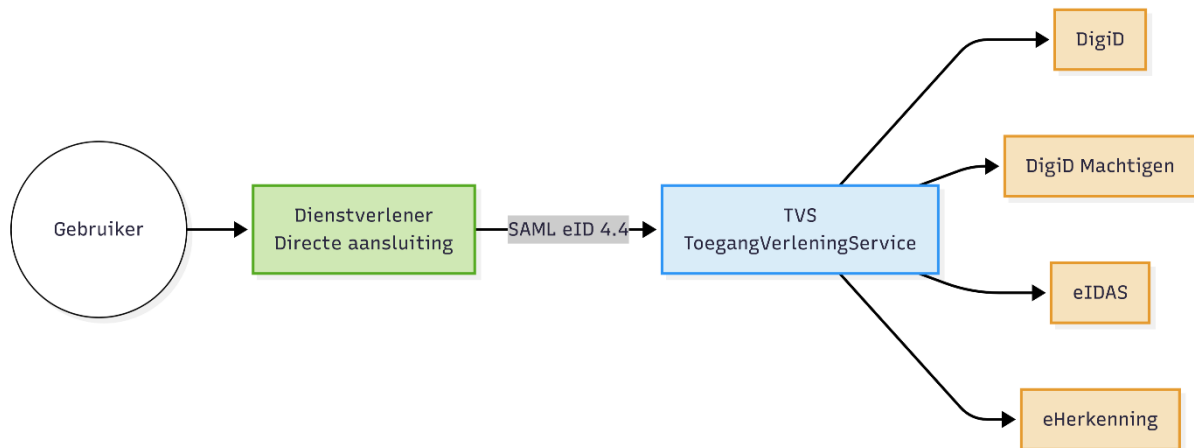 Gebruiker
Dienstverlener
Directe aansluiting
SAML eID 4.4
TVS
ToegangVerleningService
DigiD
DigiD Machtigen
eIDAS
eHerkenning